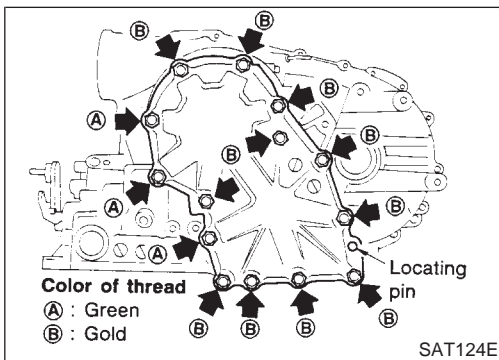 Ⓑ
Ⓑ
Ⓑ
Ⓐ
Ⓑ
Ⓑ
Ⓑ
Ⓐ
Ⓑ
Ⓐ
Locating
pin
Color of thread
Ⓐ : Green
Ⓑ : Gold
Ⓑ
Ⓑ
Ⓑ
Ⓑ
SAT124E